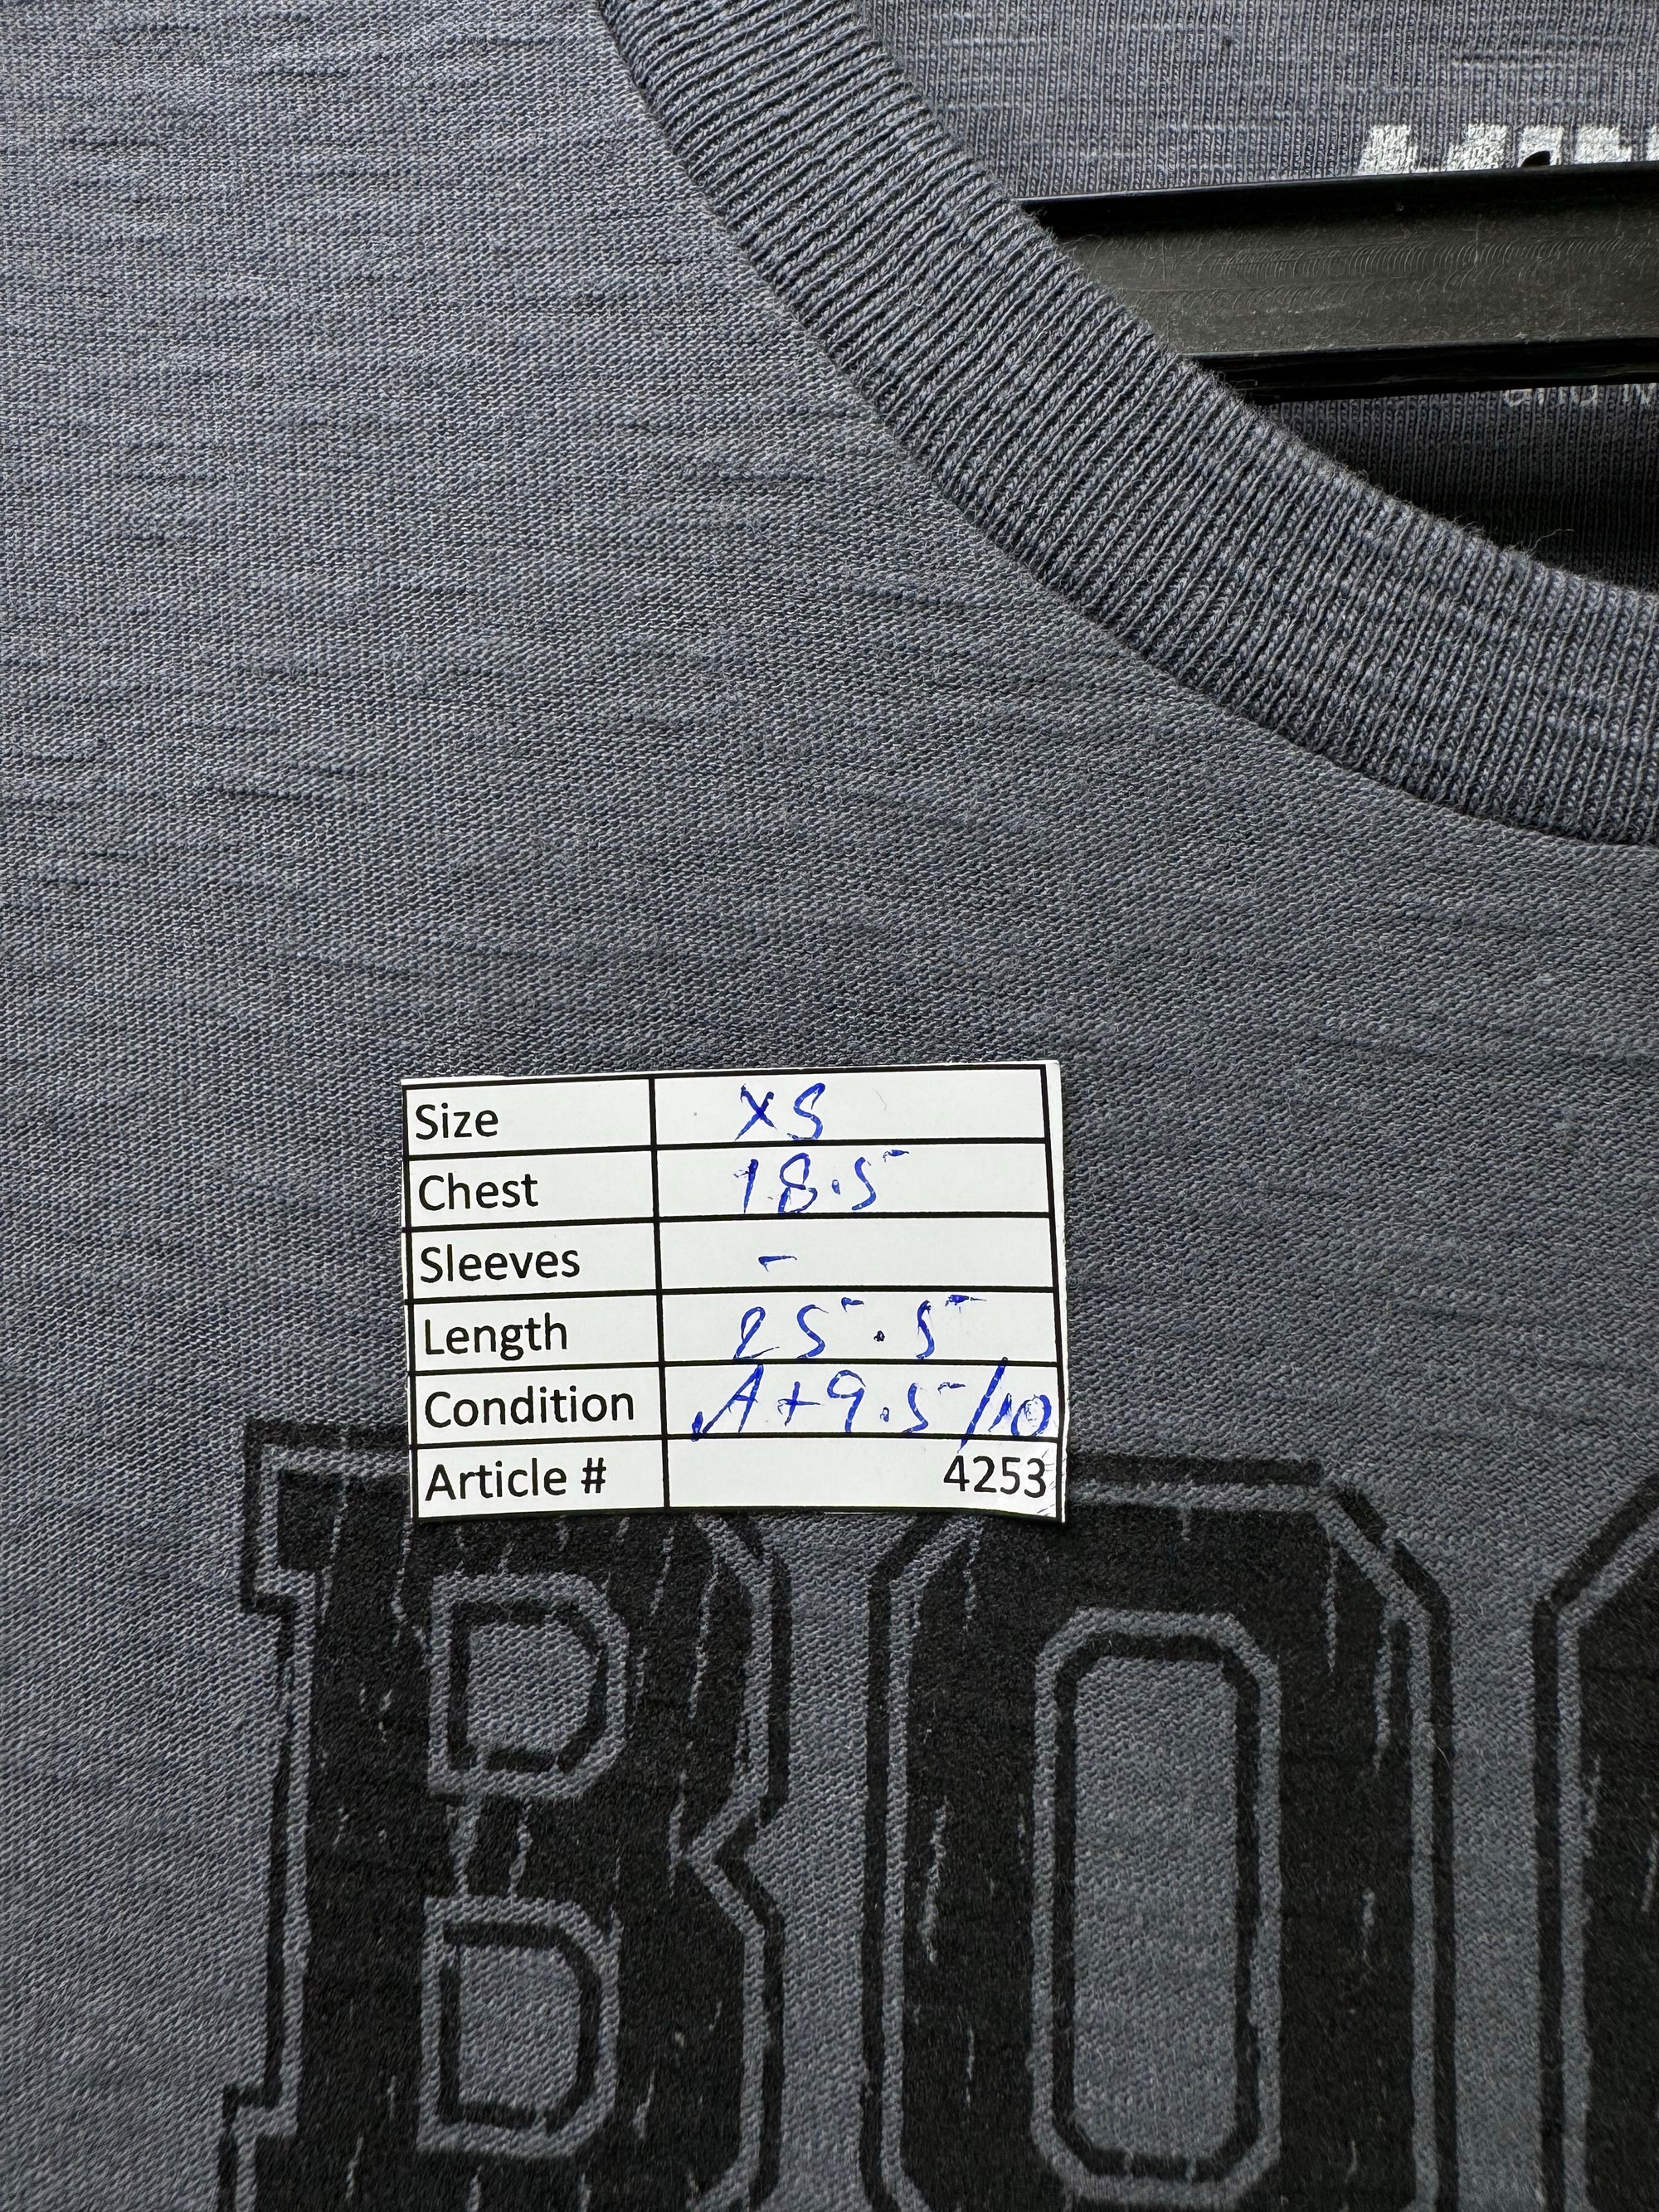 Size XS
Chest 18.5
Sleeves -
Length 25.5
Condition A+9.5/10
Article # 4253
BO